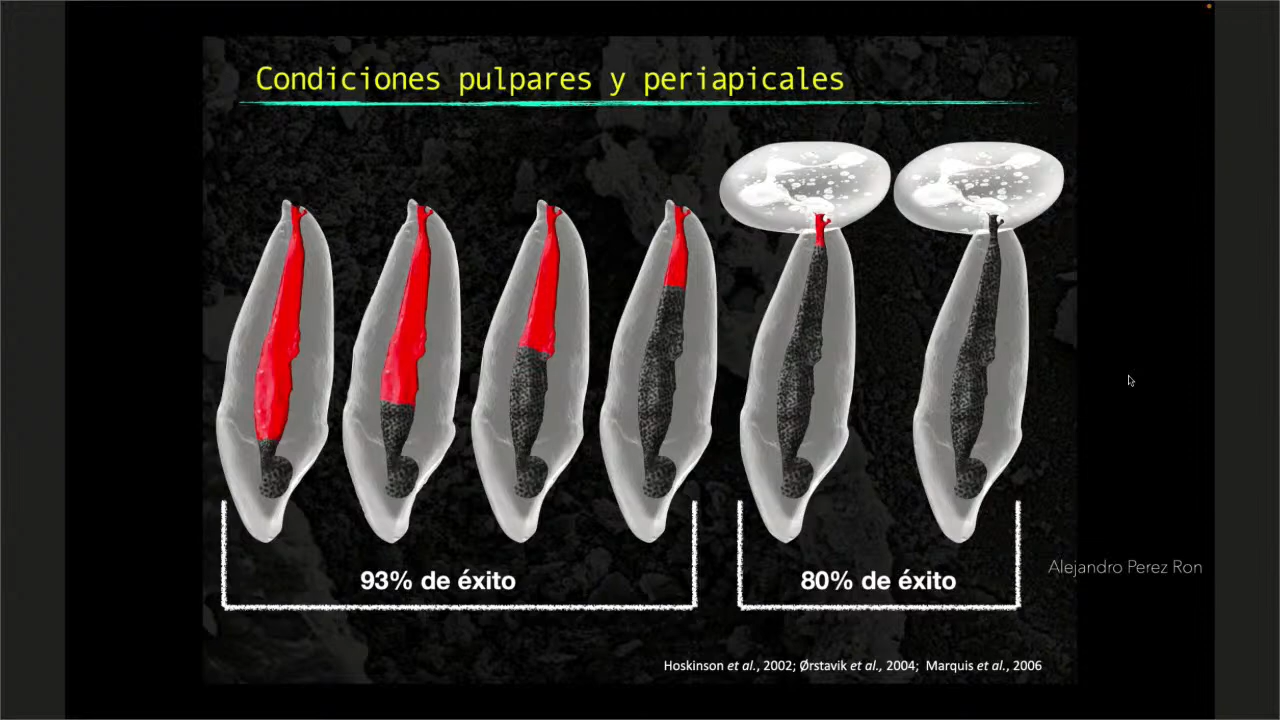 Condiciones pulpares y periapicales
93% de éxito
80% de éxito
Alejandro Perez Ron
Hoskinson et al., 2002; Ørstavik et al., 2004; Marquis et al., 2006